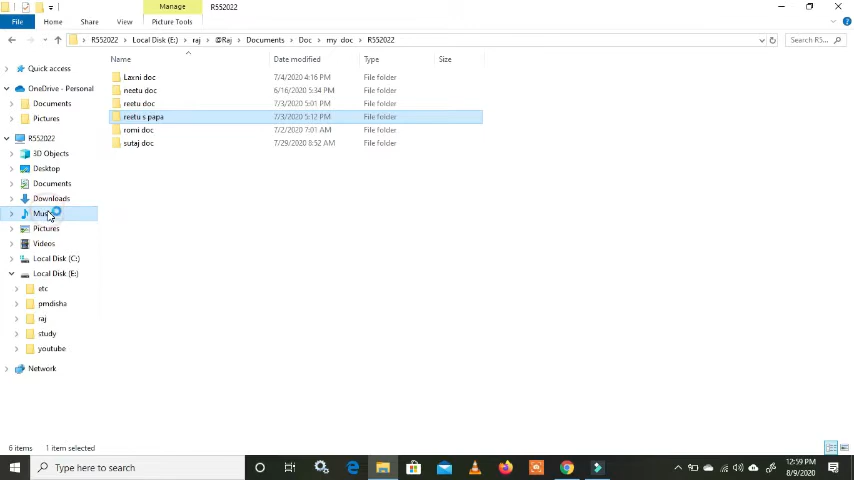 Manage
R552022
File
Home
Share
View
Picture Tools
R552022
Local Disk (E:)
raj
@Raj
Documents
Doc
my doc
R552022
Search R5...
Name
Date modified
Type
Size
Quick access
OneDrive - Personal
Documents
Pictures
R552022
3D Objects
Desktop
Documents
Downloads
Pictures
Videos
Local Disk (C:)
Local Disk (E:)
etc
pmdisha
raj
study
youtube
Network
Laxni doc 7/4/2020 4:16 PM File folder
neetu doc 6/16/2020 5:34 PM File folder
reetu doc 7/3/2020 5:01 PM File folder
reetu s papa 7/3/2020 5:12 PM File folder
romi doc 7/2/2020 7:01 AM File folder
sutaj doc 7/29/2020 8:52 AM File folder
6 items 1 item selected
Type here to search
12:59 PM
8/9/2020